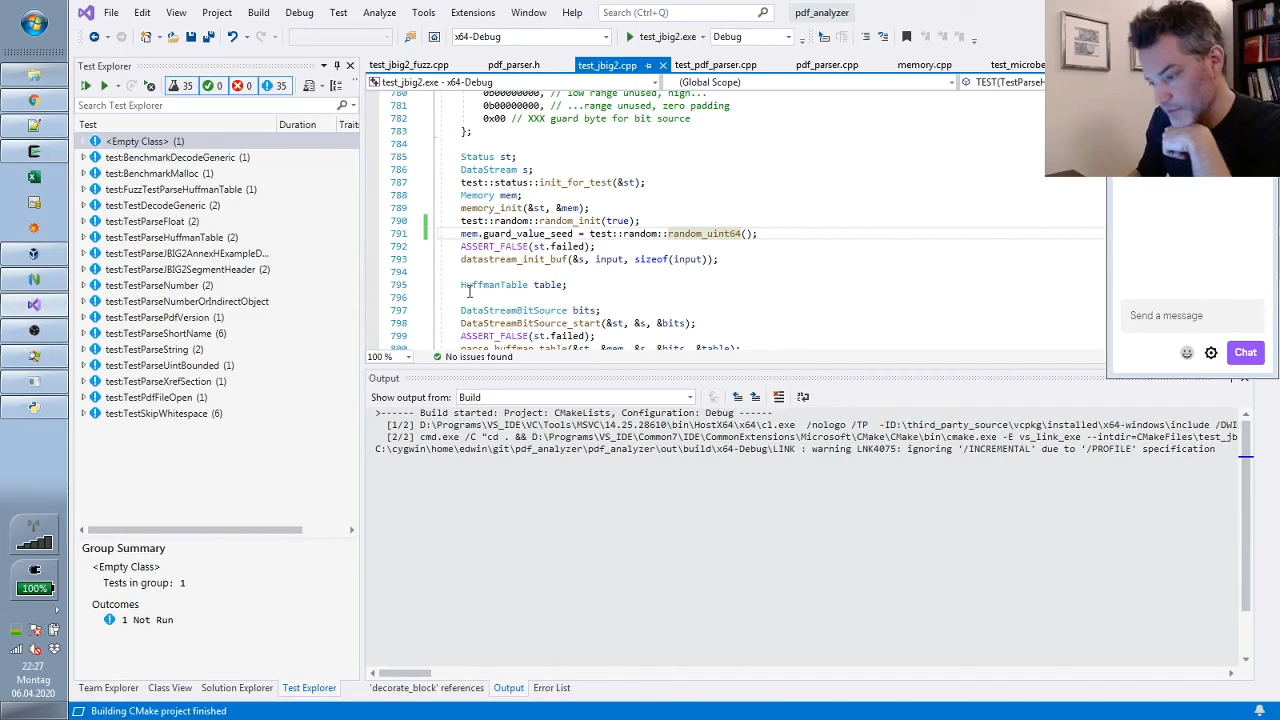 File Edit View Project Build Debug Test Analyze Tools Extensions Window Help Search (Ctrl+Q) pdf_analyzer
x64-Debug test_jbig2.exe Debug
Test Explorer
test_jbig2_fuzz.cpp pdf_parser.h test_jbig2.cpp test_pdf_parser.cpp pdf_parser.cpp memory.cpp test_microbe
test_jbig2.exe - x64-Debug (Global Scope) TEST(TestParse
35 0 0 35
Search Test Explorer
Test Duration Traits
<Empty Class> (1)
test:BenchmarkDecodeGeneric (1)
test:BenchmarkMalloc (1)
test:FuzzTestParseHuffmanTable (1)
test:TestDecodeGeneric (2)
test:TestParseFloat (2)
test:TestParseHuffmanTable (2)
test:TestParseJBIG2AnnexHExampleD...
test:TestParseJBIG2SegmentHeader (2)
test:TestParseNumber (2)
test:TestParseNumberOrIndirectObject
test:TestParsePdfVersion (1)
test:TestParseShortName (6)
test:TestParseString (2)
test:TestParseUintBounded (1)
test:TestParseXrefSection (1)
test:TestPdfFileOpen (1)
test:TestSkipWhitespace (6)
780 0b00000000, // low range unused, high...
781 0b00000000, // ...range unused, zero padding
782 0x00 // XXX guard byte for bit source
783 };
784
785 Status st;
786 DataStream s;
787 test::status::init_for_test(&st);
788 Memory mem;
789 memory_init(&st, &mem);
790 test::random::random_init(true);
791 mem.guard_value_seed = test::random::random_uint64();
792 ASSERT_FALSE(st.failed);
793 datastream_init_buf(&s, input, sizeof(input));
794
795 HuffmanTable table;
796
797 DataStreamBitSource bits;
798 DataStreamBitSource_start(&st, &s, &bits);
799 ASSERT_FALSE(st.failed);
800 parse_huffman_table(&st, &mem, &s, &bits, &table);
100 % No issues found
Send a message
Chat
Output
Show output from: Build
>------ Build started: Project: CMakeLists, Configuration: Debug ------
[1/2] D:\Programs\VS_IDE\VC\Tools\MSVC\14.25.28610\bin\HostX64\x64\cl.exe /nologo /TP -ID:\third_party_source\vcpkg\installed\x64-windows\include /DWI
[2/2] cmd.exe /C "cd . && D:\Programs\VS_IDE\Common7\IDE\CommonExtensions\Microsoft\CMake\CMake\bin\cmake.exe -E vs_link_exe --intdir=CMakeFiles\test_jb
C:\cygwin\home\edwin\git\pdf_analyzer\pdf_analyzer\out\build\x64-Debug\LINK : warning LNK4075: ignoring '/INCREMENTAL' due to '/PROFILE' specification
Group Summary
<Empty Class>
Tests in group: 1
Outcomes
1 Not Run
Team Explorer Class View Solution Explorer Test Explorer 'decorate_block' references Output Error List
Building CMake project finished
100%
22:27
Montag
06.04.2020